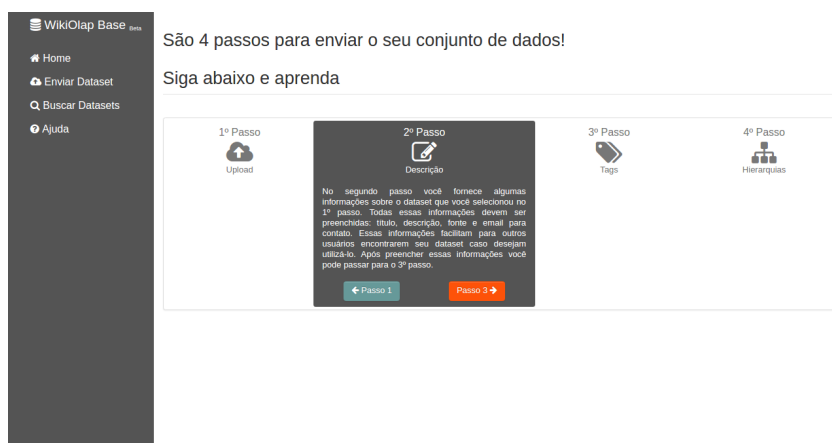 WikiOlap Base Beta
Home
Enviar Dataset
Buscar Datasets
Ajuda
São 4 passos para enviar o seu conjunto de dados!
Siga abaixo e aprenda
1º Passo
Upload
2º Passo
Descrição
No segundo passo você fornece algumas
informações sobre o dataset que você selecionou no
1º passo. Todas essas informações devem ser
preenchidas: título, descrição, fonte e email para
contato. Essas informações facilitam para outros
usuários encontrarem seu dataset caso desejam
utilizá-lo. Após preencher essas informações você
pode passar para o 3º passo.
Passo 1
Passo 3
3º Passo
Tags
4º Passo
Hierarquias